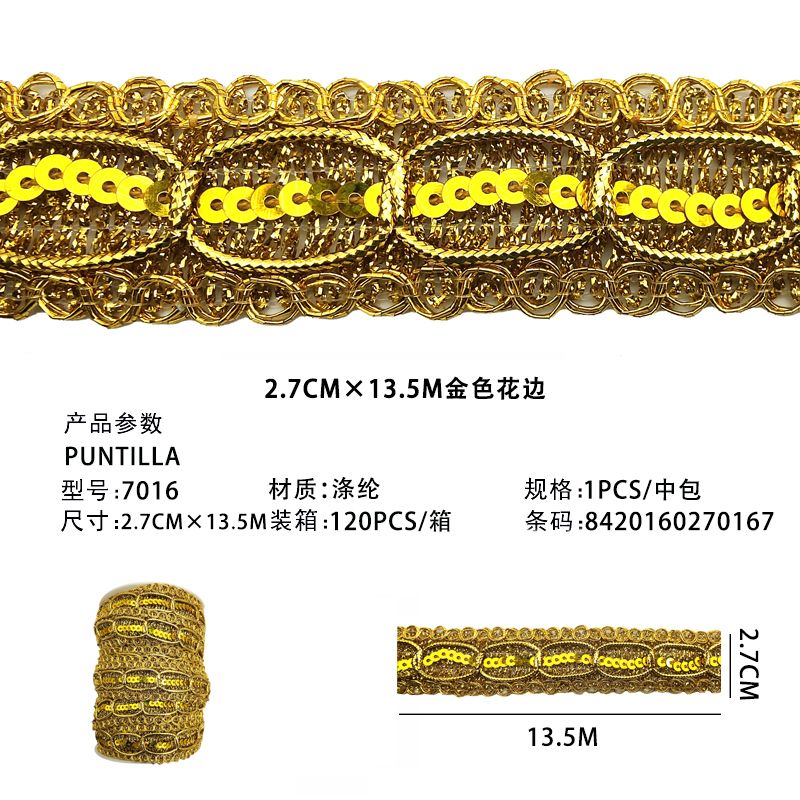 2.7CM×13.5M金色花边
产品参数
PUNTILLA
型号:7016 材质:涤纶 规格:1PCS/中包
尺寸:2.7CM×13.5M 装箱:120PCS/箱 条码:8420160270167
2.7CM
13.5M